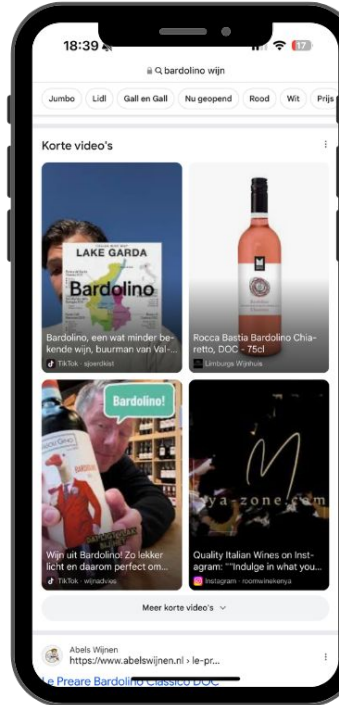 18:39
17
bardolino wijn
Jumbo
Lidl
Gall en Gall
Nu geopend
Rood
Wit
Prijs
Korte video's
LAKE GARDA
Bardolino
Bardolino, een wat minder be-
kende wijn, buurman van Val-...
TikTok · sjoerdkist
Rocca Bastia Bardolino Chia-
retto, DOC - 75cl
Limburgs Wijnhuis
Bardolino!
Wijn uit Bardolino! Zo lekker
licht en daarom perfect om...
TikTok · wijnadvies
ya-zone.com
Quality Italian Wines on Inst-
agram: ""Indulge in what you...
Instagram · roomwinekenya
Meer korte video's
Abels Wijnen
https://www.abelswijnen.nl › le-pr...
Le Preare Bardolino Classico DOC